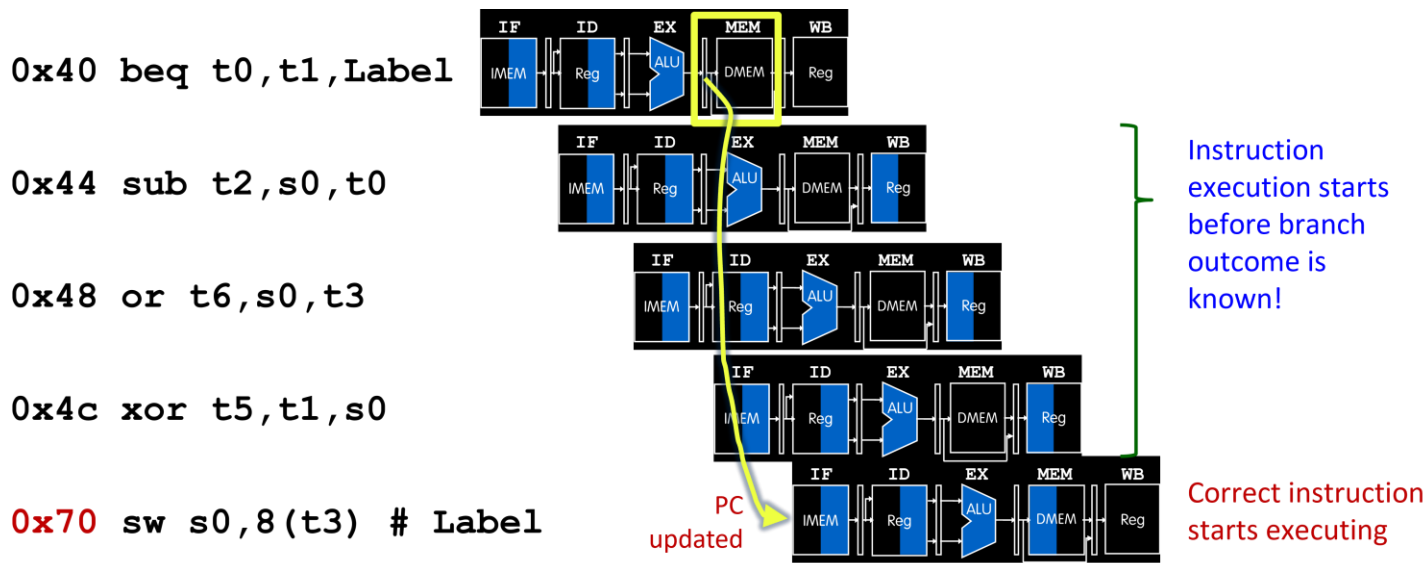 IF ID EX MEM WB
0x40 beq t0,t1,Label
IMEM Reg ALU DMEM Reg
IF ID EX MEM WB
0x44 sub t2,s0,t0
IMEM Reg ALU DMEM Reg
Instruction
execution starts
before branch
outcome is
known!
IF ID EX MEM WB
0x48 or t6,s0,t3
IMEM Reg ALU DMEM Reg
IF ID EX MEM WB
0x4c xor t5,t1,s0
IMEM Reg ALU DMEM Reg
IF ID EX MEM WB
0x70 sw s0,8(t3) # Label
PC
updated
IMEM Reg ALU DMEM Reg
Correct instruction
starts executing